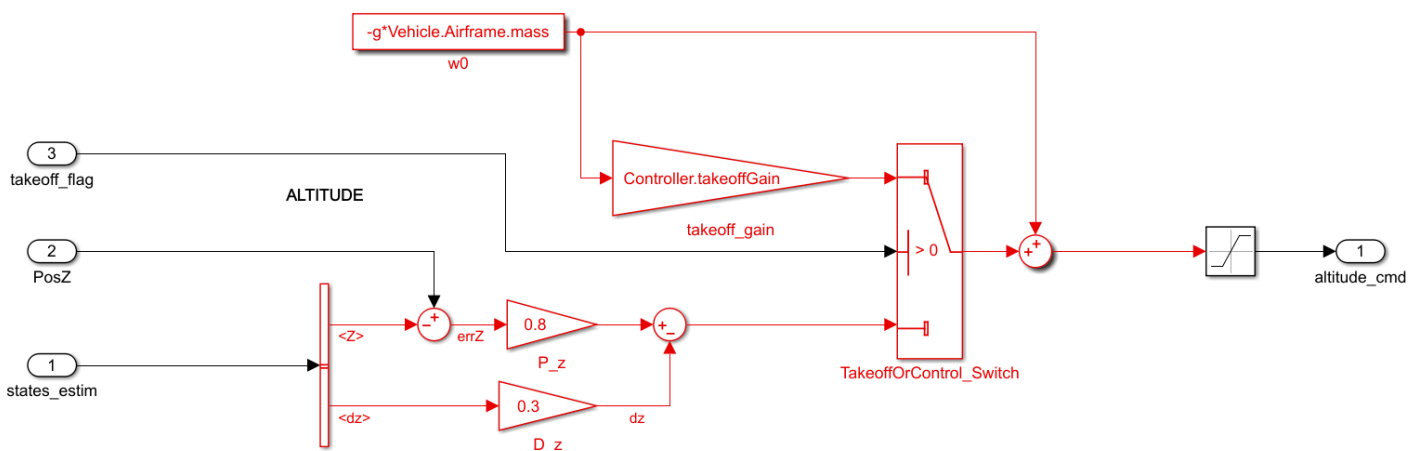 -g*Vehicle.Airframe.mass
w0
3
takeoff_flag
ALTITUDE
Controller.takeoffGain
takeoff_gain
2
PosZ
> 0
+
+
1
altitude_cmd
+
−
<Z>
errZ
0.8
P_z
+
−
TakeoffOrControl_Switch
1
states_estim
<dz>
0.3
dz
D_z